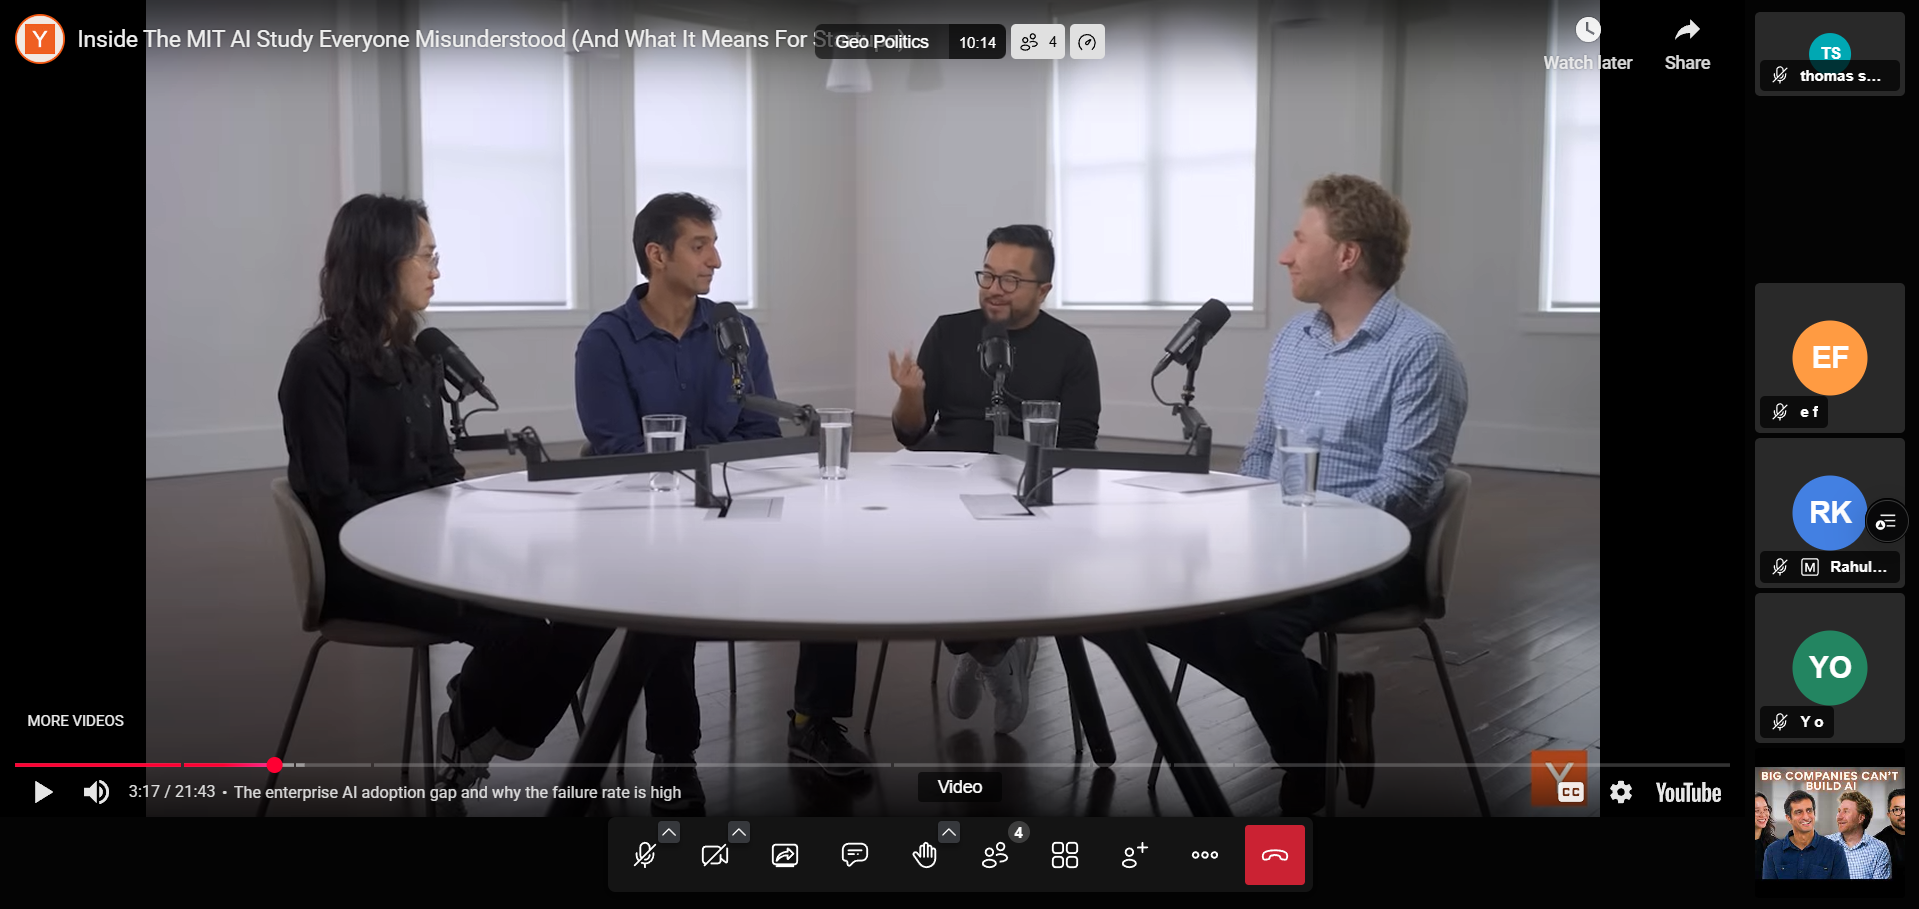 Y
Inside The MIT AI Study Everyone Misunderstood (And What It Means For
Geo Politics
10:14
4
Watch later
Share
TS
thomas s...
EF
e f
RK
M
Rahul...
YO
Y o
MORE VIDEOS
3:17 / 21:43 • The enterprise AI adoption gap and why the failure rate is high
Video
Y
CC
YouTube
BIG COMPANIES CAN'T
BUILD AI
4